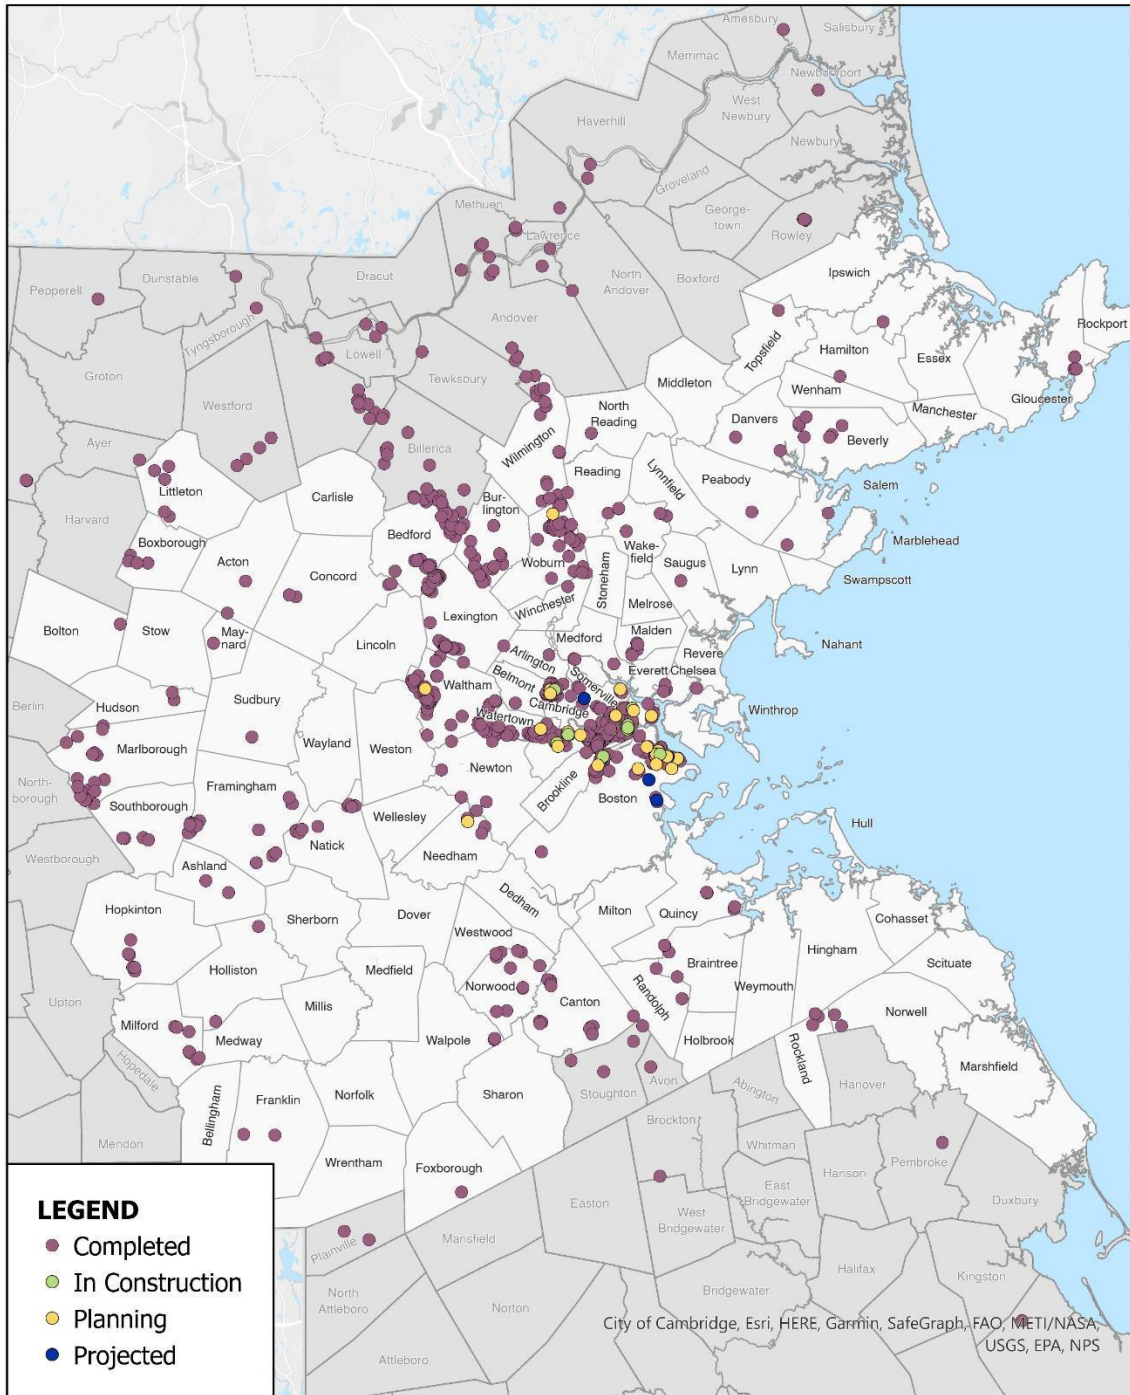 Amesbury
Salisbury
Merrimac
Newburyport
West
Newbury
Haverhill
Newbury
Groveland
Methuen
George-
town
Lawrence
Rowley
Dunstable
Dracut
North
Andover
Boxford
Ipswich
Pepperell
Tyngsborough
Andover
Rockport
Lowell
Topsfield
Hamilton
Essex
Groton
Tewksbury
Middleton
Wenham
Gloucester
Westford
North
Reading
Danvers
Manchester
Ayer
Billerica
Wilmington
Beverly
Reading
Lynnfield
Peabody
Salem
Littleton
Carlisle
Bur-
lington
Harvard
Bedford
Marblehead
Boxborough
Acton
Concord
Woburn
Stoneham
Wake-
field
Saugus
Lynn
Swampscott
Winchester
Melrose
Bolton
Stow
May-
nard
Lincoln
Lexington
Medford
Malden
Revere
Nahant
Arlington
Everett
Chelsea
Berlin
Hudson
Sudbury
Waltham
Belmont
Somerville
Cambridge
Winthrop
Watertown
Marlborough
Wayland
Weston
North-
borough
Newton
Framingham
Brookline
Boston
Southborough
Wellesley
Hull
Natick
Needham
Westborough
Ashland
Dedham
Hopkinton
Sherborn
Dover
Milton
Quincy
Cohasset
Westwood
Hingham
Holliston
Medfield
Braintree
Scituate
Upton
Millis
Norwood
Canton
Randolph
Weymouth
Norwell
Milford
Medway
Walpole
Holbrook
Hopedale
Rockland
Marshfield
Bellingham
Franklin
Norfolk
Sharon
Stoughton
Avon
Abington
Hanover
Brockton
Mendon
Whitman
Wrentham
Foxborough
Hanson
Pembroke
East
Bridgewater
Easton
West
Bridgewater
Duxbury
Plainville
Mansfield
Halifax
Kingston
North
Attleboro
Norton
Bridgewater
Attleboro
LEGEND
Completed
In Construction
Planning
Projected
City of Cambridge, Esri, HERE, Garmin, SafeGraph, FAO, METI/NASA,
USGS, EPA, NPS